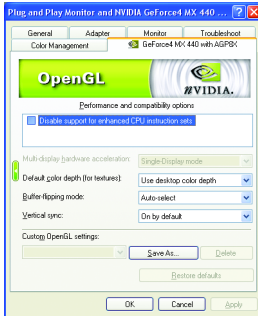 Plug and Play Monitor and NVIDIA GeForce4 MX 440 ...
General Adapter Monitor Troubleshoot
Color Management GeForce4 MX 440 with AGP8X
OpenGL NVIDIA.
Performance and compatibility options
Disable support for enhanced CPU instruction sets
Multi-display hardware acceleration: Single-Display mode
Default color depth (for textures): Use desktop color depth
Buffer-flipping mode: Auto-select
Vertical sync: On by default
Custom OpenGL settings:
Save As... Delete
Restore defaults
OK Cancel Apply